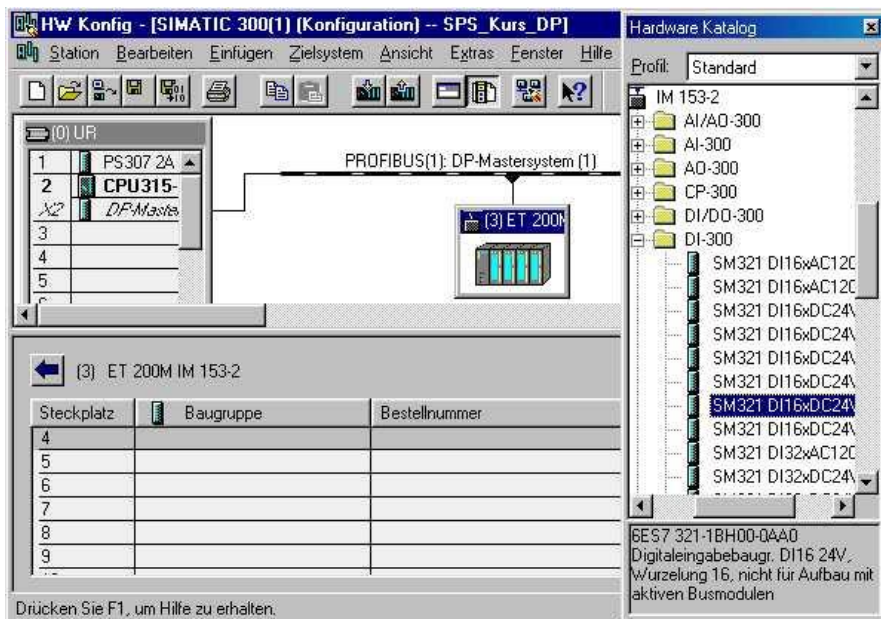 HW Konfig - [SIMATIC 300(1) (Konfiguration) -- SPS_Kurs_DP]
Station Bearbeiten Einfügen Zielsystem Ansicht Extras Fenster Hilfe
(0) UR
1 PS307 2A
2 CPU315-
X2 DP-Maste
3
4
5
PROFIBUS(1): DP-Mastersystem (1)
(3) ET 200M
(3) ET 200M IM 153-2
Steckplatz Baugruppe Bestellnummer
4
5
6
7
8
9
Drücken Sie F1, um Hilfe zu erhalten.
Hardware Katalog
Profil: Standard
IM 153-2
AI/AO-300
AI-300
AO-300
CP-300
DI/DO-300
DI-300
SM321 DI16xAC120
SM321 DI16xAC120
SM321 DI16xDC24V
SM321 DI16xDC24V
SM321 DI16xDC24V
SM321 DI16xDC24V
SM321 DI16xDC24V
SM321 DI16xDC24V
SM321 DI32xAC120
SM321 DI32xDC24V
6ES7 321-1BH00-0AA0
Digitaleingabebaugr. DI16 24V,
Wurzelung 16, nicht für Aufbau mit
aktiven Busmodulen